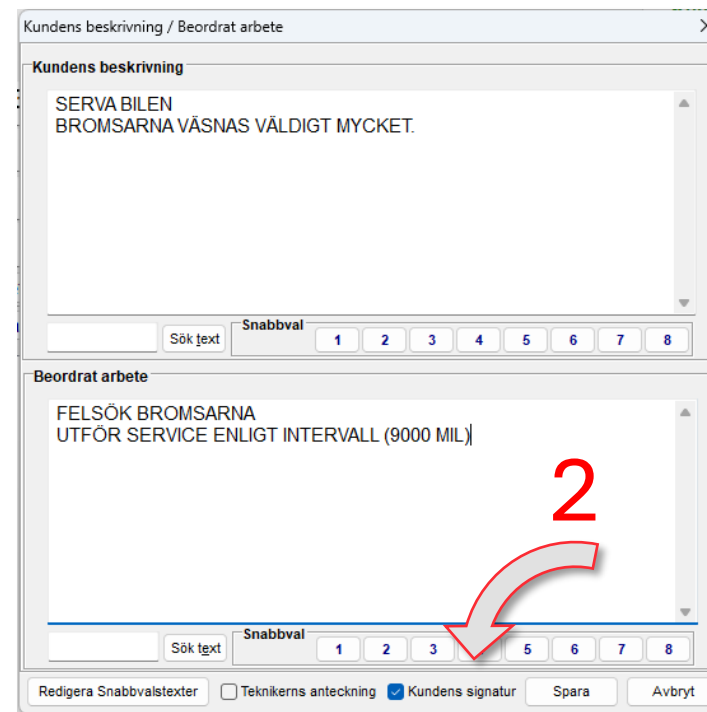 Kundens beskrivning / Beordrat arbete
Kundens beskrivning
SERVA BILEN
BROMSARNA VÄSNAS VÄLDIGT MYCKET.
Sök text
Snabbval
1 2 3 4 5 6 7 8
Beordrat arbete
FELSÖK BROMSARNA
UTFÖR SERVICE ENLIGT INTERVALL (9000 MIL)
2
Sök text
Snabbval
1 2 3 5 6 7 8
Redigera Snabbvalstexter Teknikerns anteckning Kundens signatur Spara Avbryt